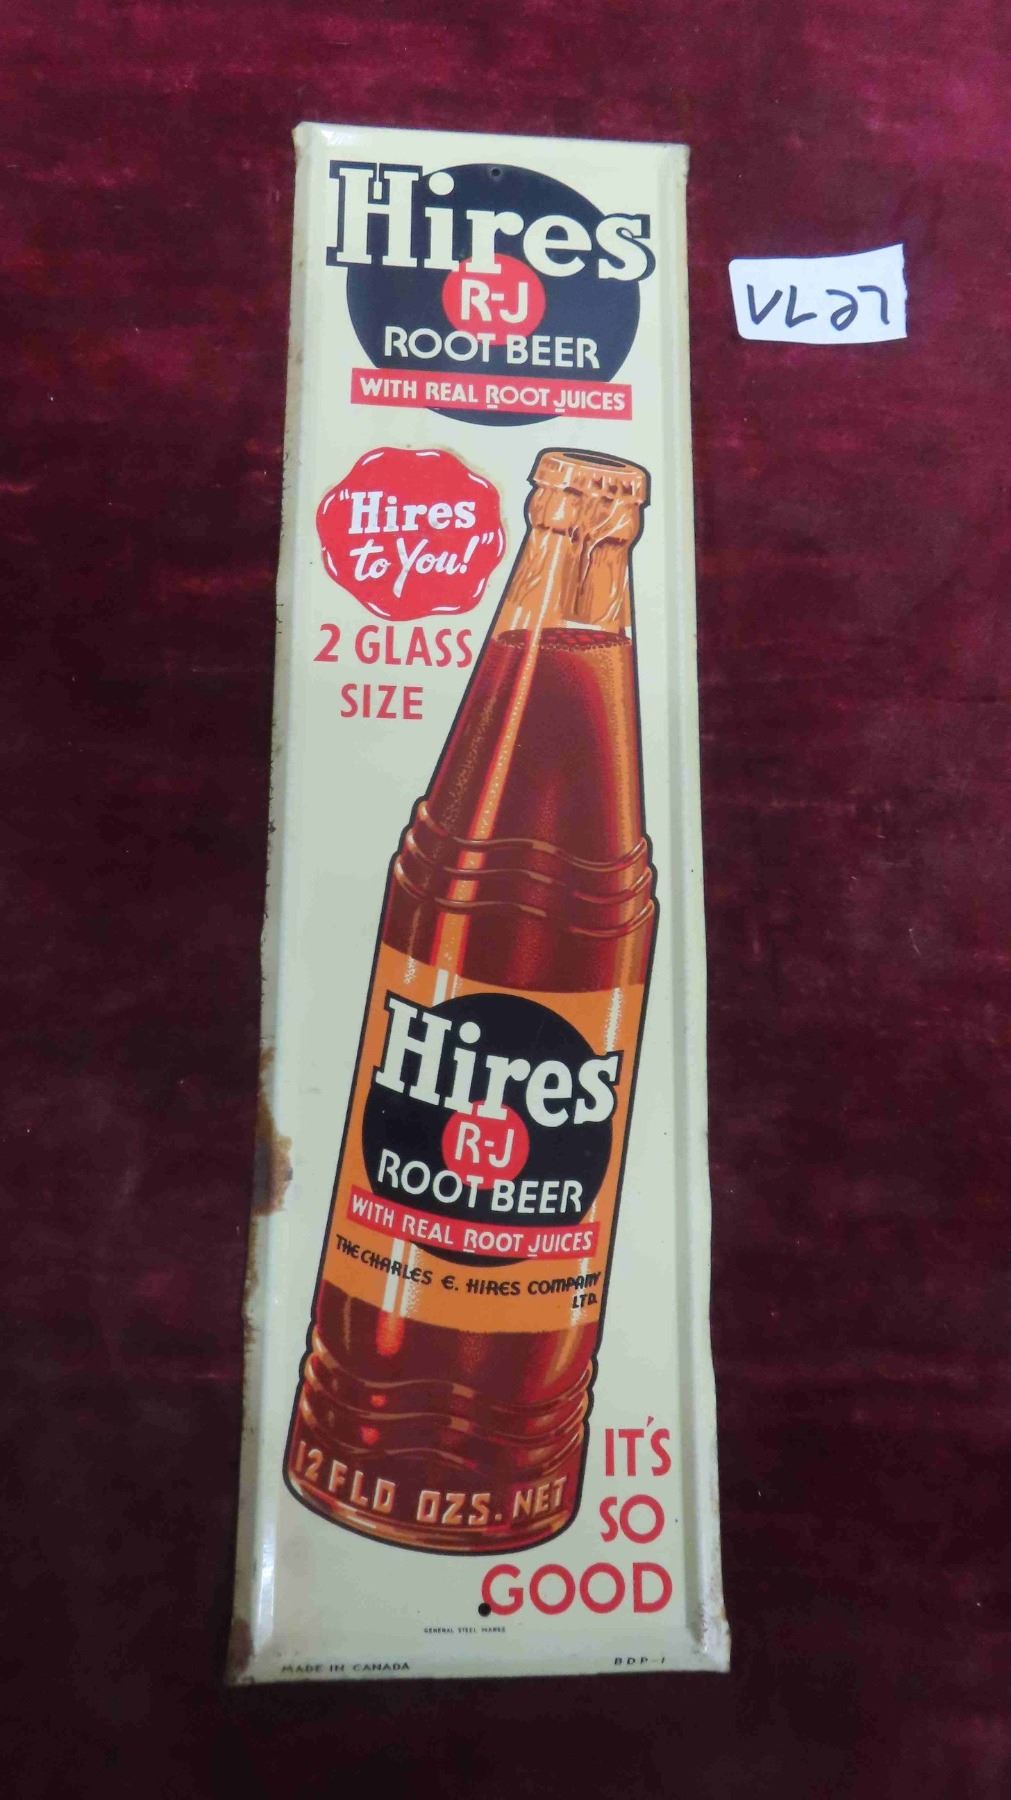 Hires
R-J
ROOT BEER
WITH REAL ROOT JUICES
VL27
"Hires
to You!"
2 GLASS
SIZE
Hires
R-J
ROOT BEER
WITH REAL ROOT JUICES
THE CHARLES E. HIRES COMPANY
LTD.
12 FLD OZS. NET
IT'S
SO
GOOD
GENERAL STEEL WARES
MADE IN CANADA
BDP-1